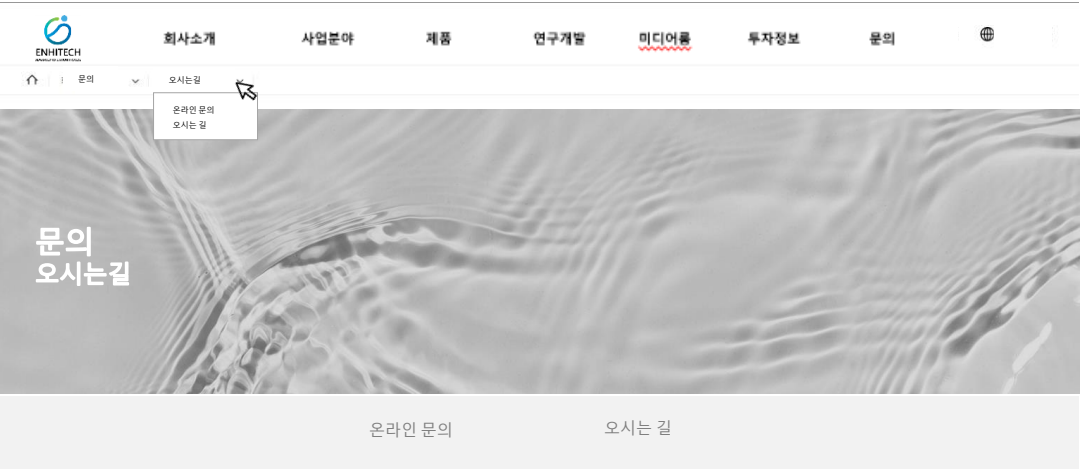 ENHITECH
회사소개 사업분야 제품 연구개발 미디어룸 투자정보 문의
문의 오시는길
온라인 문의
오시는 길
문의
오시는길
온라인 문의 오시는 길